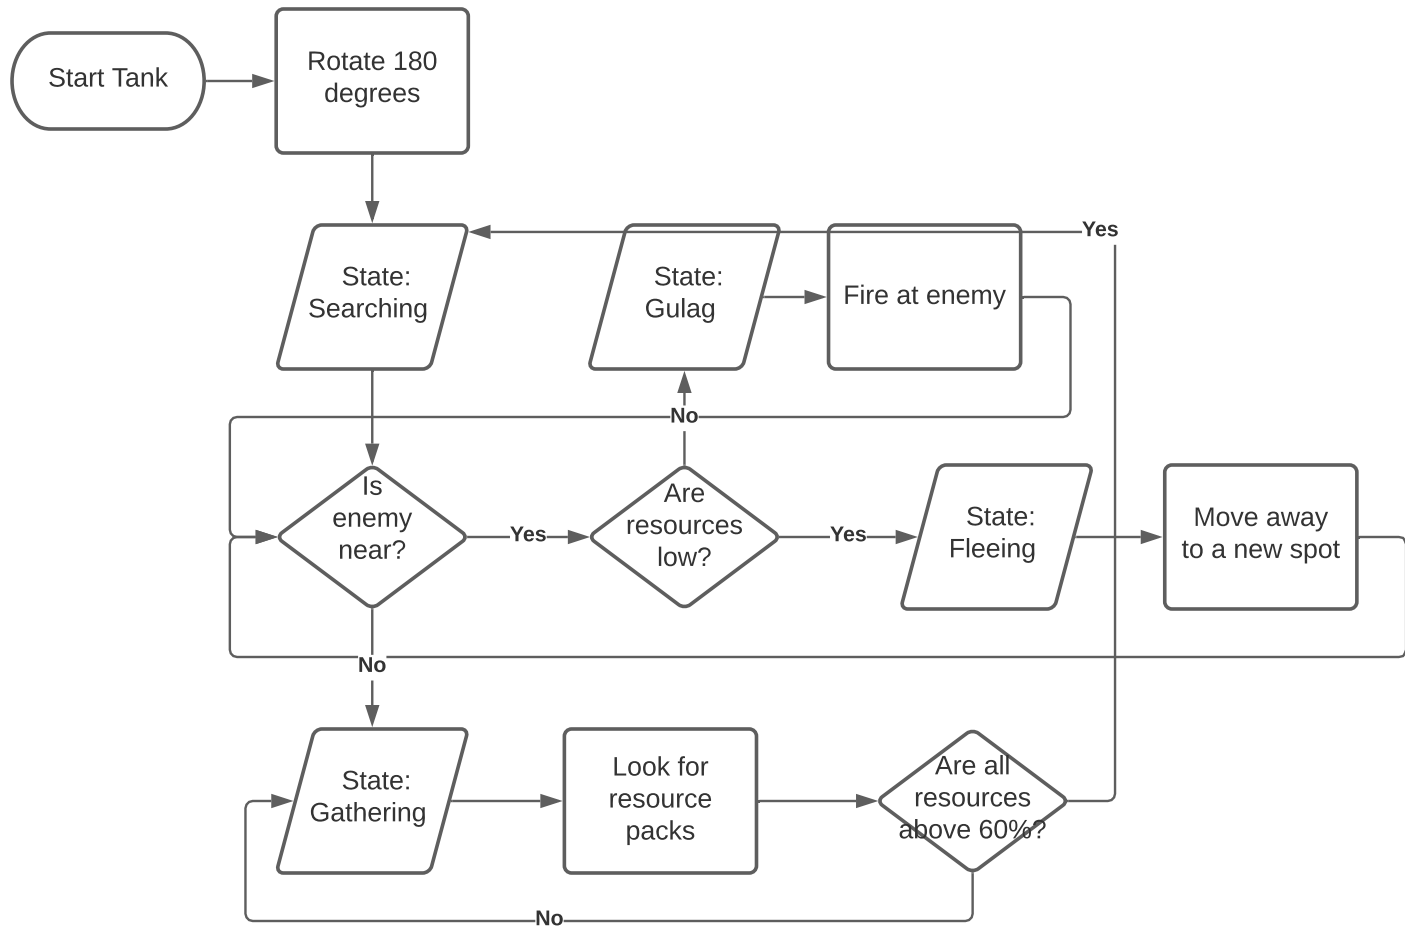 Start Tank
Rotate 180
degrees
Yes
State:
Searching
State:
Gulag
Fire at enemy
No
Is
enemy
near?
Yes
Are
resources
low?
Yes
State:
Fleeing
Move away
to a new spot
No
State:
Gathering
Look for
resource
packs
Are all
resources
above 60%?
No